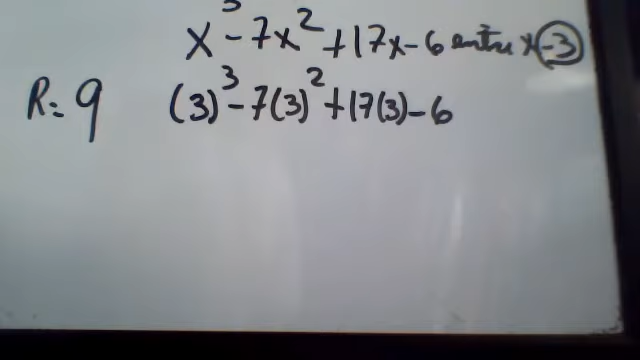 x³ - 7x² + 17x - 6 entre x - 3
R= 9 (3)³ - 7(3)² + 17(3) - 6